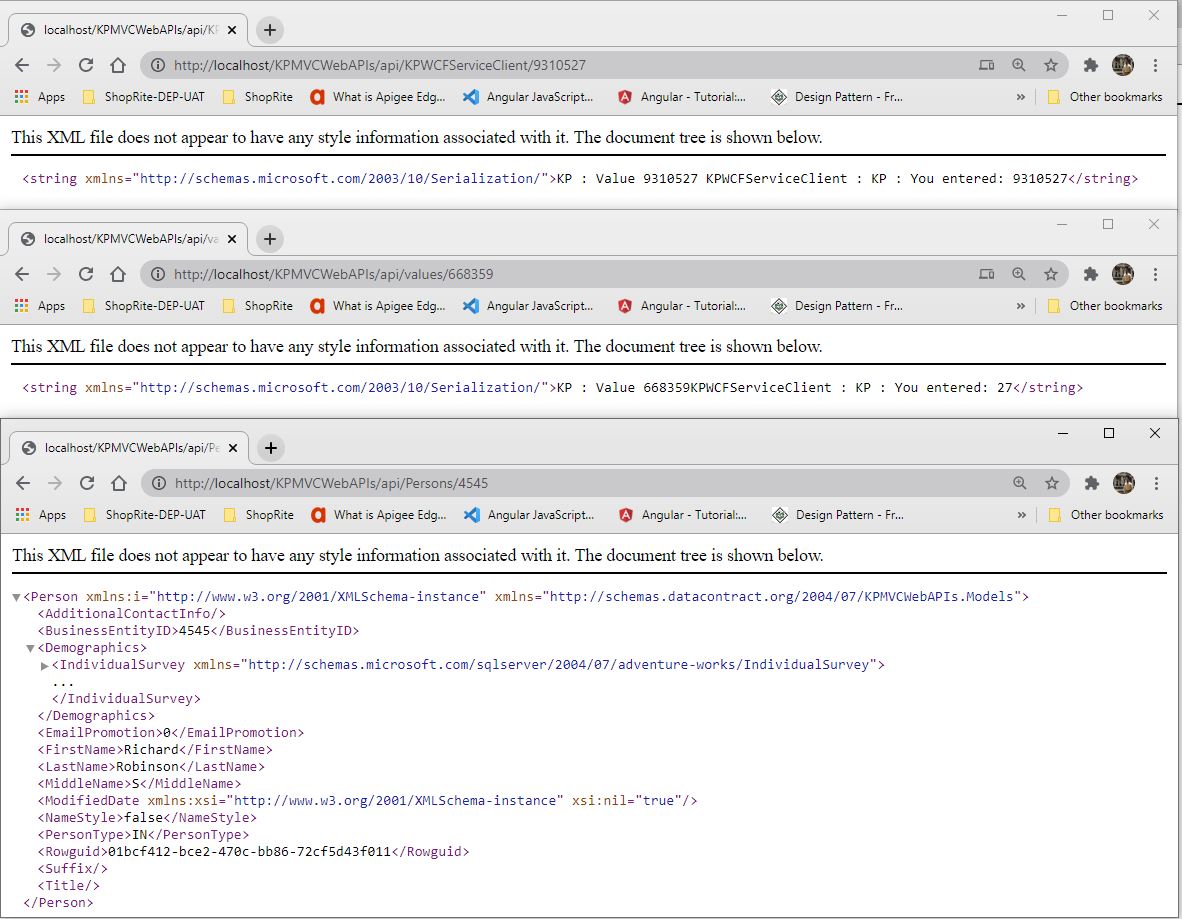 localhost/KPMVCWebAPIs/api/KP
http://localhost/KPMVCWebAPIs/api/KPWCFServiceClient/9310527
Apps ShopRite-DEP-UAT ShopRite What is Apigee Edg... Angular JavaScript... Angular - Tutorial:... Design Pattern - Fr... » Other bookmarks
This XML file does not appear to have any style information associated with it. The document tree is shown below.
<string xmlns="http://schemas.microsoft.com/2003/10/Serialization/">KP : Value 9310527 KPWCFServiceClient : KP : You entered: 9310527</string>
localhost/KPMVCWebAPIs/api/va
http://localhost/KPMVCWebAPIs/api/values/668359
Apps ShopRite-DEP-UAT ShopRite What is Apigee Edg... Angular JavaScript... Angular - Tutorial:... Design Pattern - Fr... » Other bookmarks
This XML file does not appear to have any style information associated with it. The document tree is shown below.
<string xmlns="http://schemas.microsoft.com/2003/10/Serialization/">KP : Value 668359KPWCFServiceClient : KP : You entered: 27</string>
localhost/KPMVCWebAPIs/api/Pe
http://localhost/KPMVCWebAPIs/api/Persons/4545
Apps ShopRite-DEP-UAT ShopRite What is Apigee Edg... Angular JavaScript... Angular - Tutorial:... Design Pattern - Fr... » Other bookmarks
This XML file does not appear to have any style information associated with it. The document tree is shown below.
<Person xmlns:i="http://www.w3.org/2001/XMLSchema-instance" xmlns="http://schemas.datacontract.org/2004/07/KPMVCWebAPIs.Models">
<AdditionalContactInfo/>
<BusinessEntityID>4545</BusinessEntityID>
<Demographics>
<IndividualSurvey xmlns="http://schemas.microsoft.com/sqlserver/2004/07/adventure-works/IndividualSurvey">
...
</IndividualSurvey>
</Demographics>
<EmailPromotion>0</EmailPromotion>
<FirstName>Richard</FirstName>
<LastName>Robinson</LastName>
<MiddleName>S</MiddleName>
<ModifiedDate xmlns:xsi="http://www.w3.org/2001/XMLSchema-instance" xsi:nil="true"/>
<NameStyle>false</NameStyle>
<PersonType>IN</PersonType>
<Rowguid>01bcf412-bce2-470c-bb86-72cf5d43f011</Rowguid>
<Suffix/>
<Title/>
</Person>